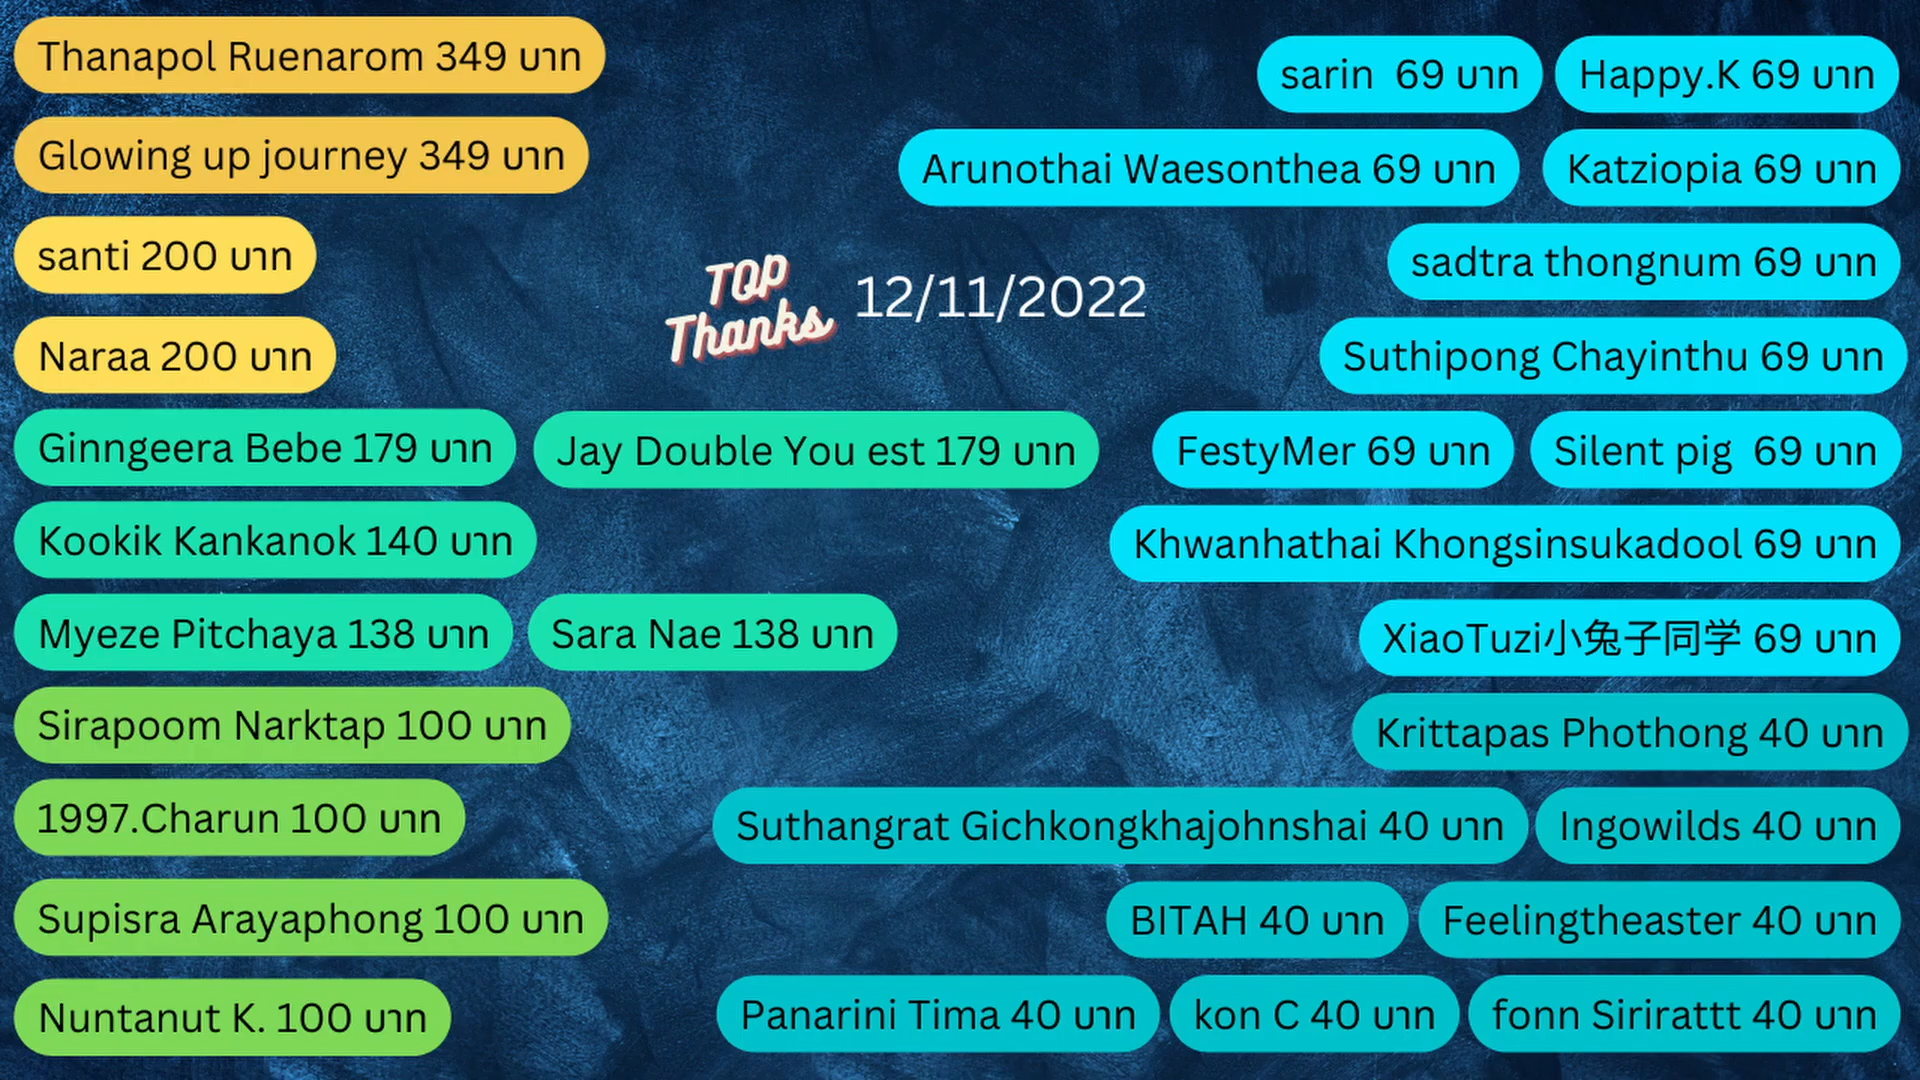 Thanapol Ruenarom 349 บาท
Glowing up journey 349 บาท
santi 200 บาท
Naraa 200 บาท
Ginngeera Bebe 179 บาท
Jay Double You est 179 บาท
Kookik Kankanok 140 บาท
Myeze Pitchaya 138 บาท
Sara Nae 138 บาท
Sirapoom Narktap 100 บาท
1997.Charun 100 บาท
Supisra Arayaphong 100 บาท
Nuntanut K. 100 บาท
TOP
Thanks
12/11/2022
sarin 69 บาท
Happy.K 69 บาท
Arunothai Waesonthea 69 บาท
Katziopia 69 บาท
sadtra thongnum 69 บาท
Suthipong Chayinthu 69 บาท
FestyMer 69 บาท
Silent pig 69 บาท
Khwanhathai Khongsinsukadool 69 บาท
XiaoTuzi小兔子同学 69 บาท
Krittapas Phothong 40 บาท
Suthangrat Gichkongkhajohnshai 40 บาท
Ingowilds 40 บาท
BITAH 40 บาท
Feelingtheaster 40 บาท
Panarini Tima 40 บาท
kon C 40 บาท
fonn Sirirattt 40 บาท